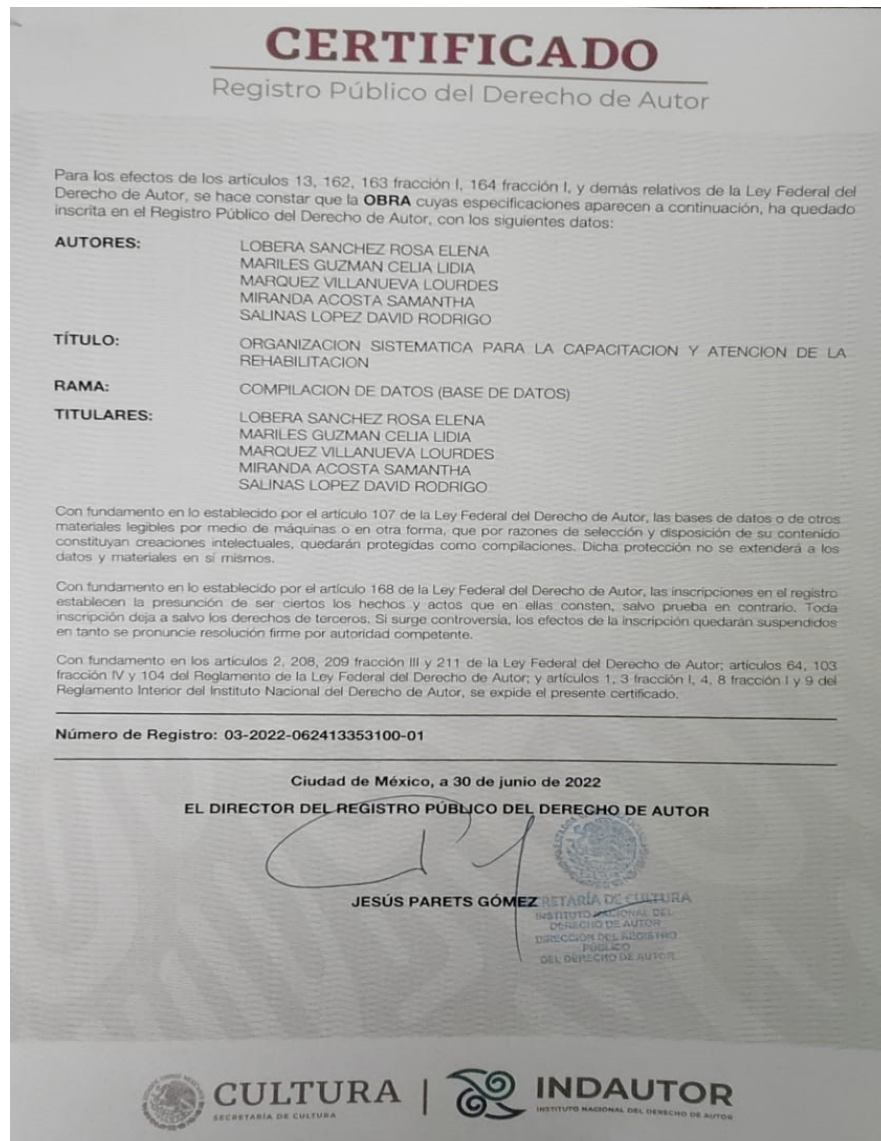 CERTIFICADO
Registro Público del Derecho de Autor
Para los efectos de los artículos 13, 162, 163 fracción I, 164 fracción I, y demás relativos de la Ley Federal del
Derecho de Autor, se hace constar que la OBRA cuyas especificaciones aparecen a continuación, ha quedado
inscrita en el Registro Público del Derecho de Autor, con los siguientes datos:
AUTORES: LOBERA SANCHEZ ROSA ELENA
MARILES GUZMAN CELIA LIDIA
MARQUEZ VILLANUEVA LOURDES
MIRANDA ACOSTA SAMANTHA
SALINAS LOPEZ DAVID RODRIGO
TÍTULO: ORGANIZACION SISTEMATICA PARA LA CAPACITACION Y ATENCION DE LA
REHABILITACION
RAMA: COMPILACION DE DATOS (BASE DE DATOS)
TITULARES: LOBERA SANCHEZ ROSA ELENA
MARILES GUZMAN CELIA LIDIA
MARQUEZ VILLANUEVA LOURDES
MIRANDA ACOSTA SAMANTHA
SALINAS LOPEZ DAVID RODRIGO
Con fundamento en lo establecido por el artículo 107 de la Ley Federal del Derecho de Autor, las bases de datos o de otros
materiales legibles por medio de máquinas o en otra forma, que por razones de selección y disposición de su contenido
constituyan creaciones intelectuales, quedarán protegidas como compilaciones. Dicha protección no se extenderá a los
datos y materiales en sí mismos.
Con fundamento en lo establecido por el artículo 168 de la Ley Federal del Derecho de Autor, las inscripciones en el registro
establecen la presunción de ser ciertos los hechos y actos que en ellas consten, salvo prueba en contrario. Toda
inscripción deja a salvo los derechos de terceros. Si surge controversia, los efectos de la inscripción quedarán suspendidos
en tanto se pronuncie resolución firme por autoridad competente.
Con fundamento en los artículos 2, 208, 209 fracción III y 211 de la Ley Federal del Derecho de Autor; artículos 64, 103
fracción IV y 104 del Reglamento de la Ley Federal del Derecho de Autor; y artículos 1, 3 fracción I, 4, 8 fracción I y 9 del
Reglamento Interior del Instituto Nacional del Derecho de Autor, se expide el presente certificado.
Número de Registro: 03-2022-062413353100-01
Ciudad de México, a 30 de junio de 2022
EL DIRECTOR DEL REGISTRO PÚBLICO DEL DERECHO DE AUTOR
JESÚS PARETS GÓMEZ
RETARÍA DE CULTURA
INSTITUTO NACIONAL DEL
DERECHO DE AUTOR
DIRECCIÓN DEL REGISTRO
PÚBLICO
DEL DERECHO DE AUTOR
CULTURA
SECRETARÍA DE CULTURA
INDAUTOR
INSTITUTO NACIONAL DEL DERECHO DE AUTOR